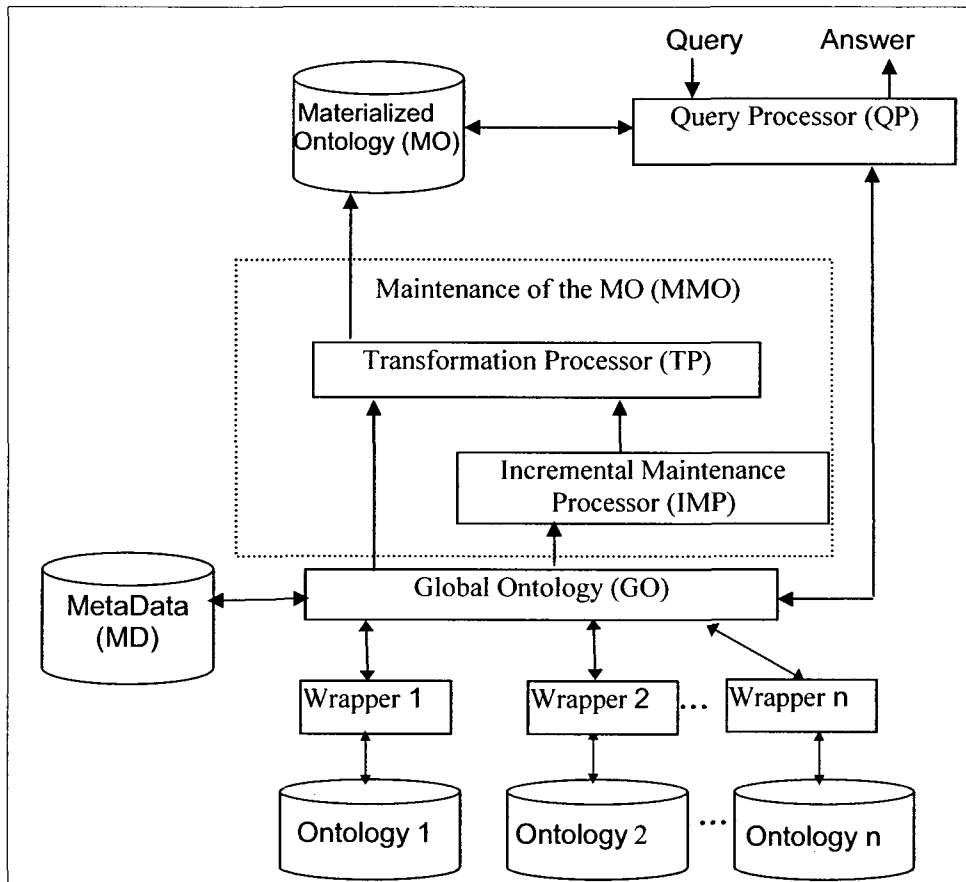 Query Answer
Materialized
Ontology (MO)
Query Processor (QP)
Maintenance of the MO (MMO)
Transformation Processor (TP)
Incremental Maintenance
Processor (IMP)
Global Ontology (GO)
MetaData
(MD)
Wrapper 1
Wrapper 2
...
Wrapper n
Ontology 1
Ontology 2
...
Ontology n